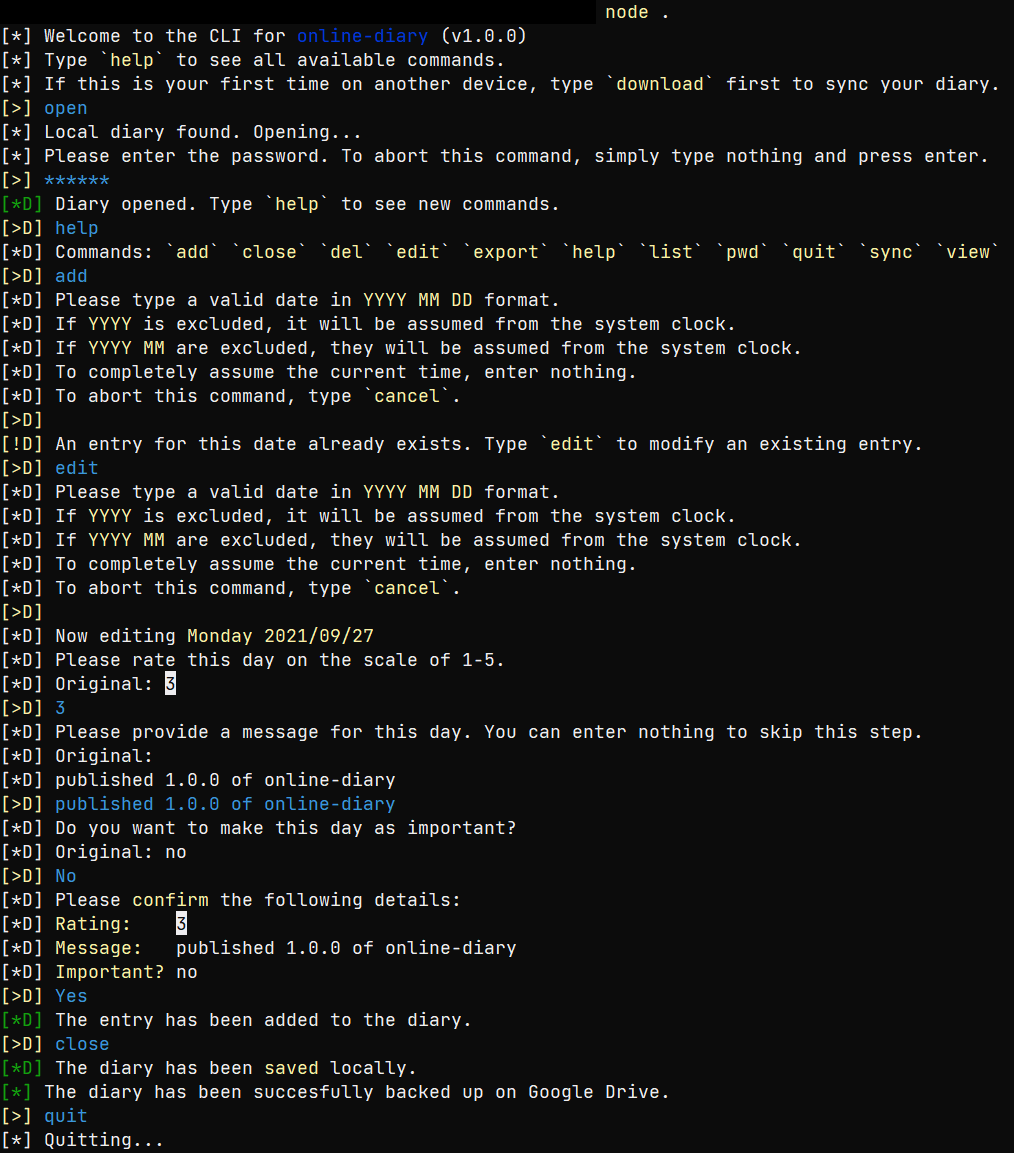 node .
[*] Welcome to the CLI for online-diary (v1.0.0)
[*] Type `help` to see all available commands.
[*] If this is your first time on another device, type `download` first to sync your diary.
[>] open
[*] Local diary found. Opening...
[*] Please enter the password. To abort this command, simply type nothing and press enter.
[>] ******
[*D] Diary opened. Type `help` to see new commands.
[>D] help
[*D] Commands: `add` `close` `del` `edit` `export` `help` `list` `pwd` `quit` `sync` `view`
[>D] add
[*D] Please type a valid date in YYYY MM DD format.
[*D] If YYYY is excluded, it will be assumed from the system clock.
[*D] If YYYY MM are excluded, they will be assumed from the system clock.
[*D] To completely assume the current time, enter nothing.
[*D] To abort this command, type `cancel`.
[>D]
[!D] An entry for this date already exists. Type `edit` to modify an existing entry.
[>D] edit
[*D] Please type a valid date in YYYY MM DD format.
[*D] If YYYY is excluded, it will be assumed from the system clock.
[*D] If YYYY MM are excluded, they will be assumed from the system clock.
[*D] To completely assume the current time, enter nothing.
[*D] To abort this command, type `cancel`.
[>D]
[*D] Now editing Monday 2021/09/27
[*D] Please rate this day on the scale of 1-5.
[*D] Original: 3
[>D] 3
[*D] Please provide a message for this day. You can enter nothing to skip this step.
[*D] Original:
[*D] published 1.0.0 of online-diary
[>D] published 1.0.0 of online-diary
[*D] Do you want to make this day as important?
[*D] Original: no
[>D] No
[*D] Please confirm the following details:
[*D] Rating:    3
[*D] Message:   published 1.0.0 of online-diary
[*D] Important? no
[>D] Yes
[*D] The entry has been added to the diary.
[>D] close
[*D] The diary has been saved locally.
[*] The diary has been succesfully backed up on Google Drive.
[>] quit
[*] Quitting...